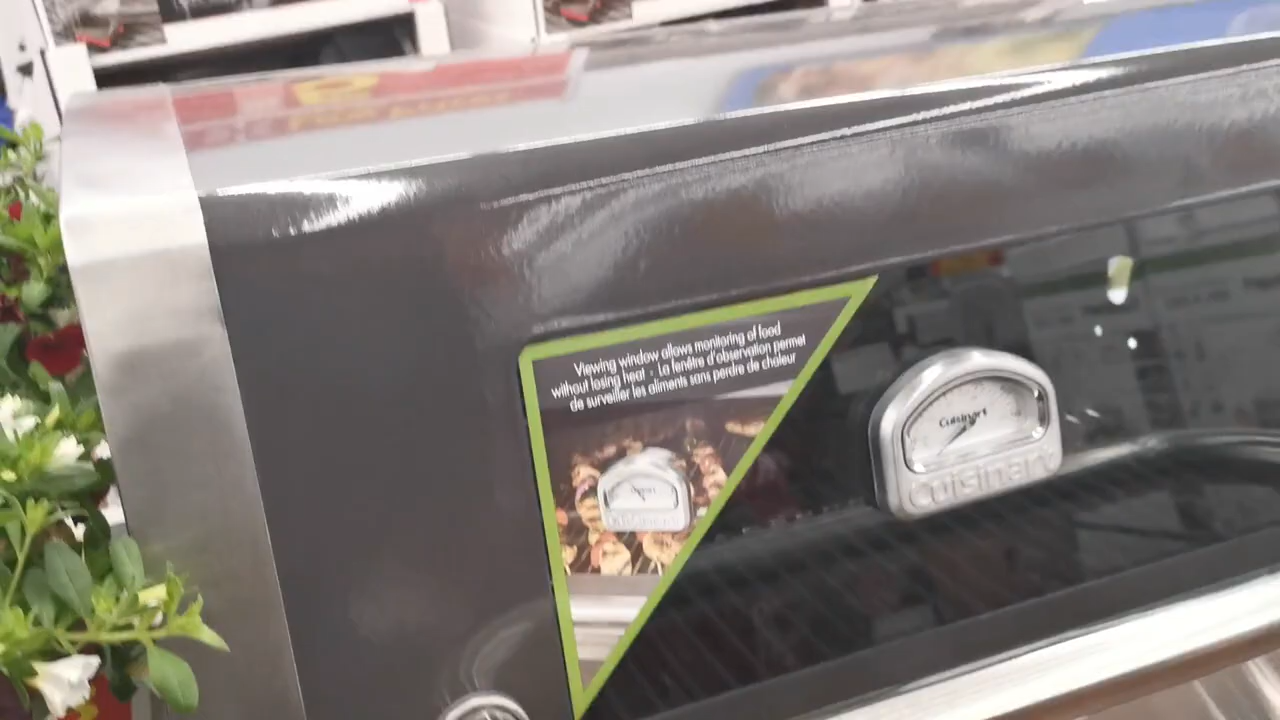 Viewing window allows monitoring of food
without losing heat • La fenêtre d'observation permet
de surveiller les aliments sans perdre de chaleur
Cuisinart
Cuisinart